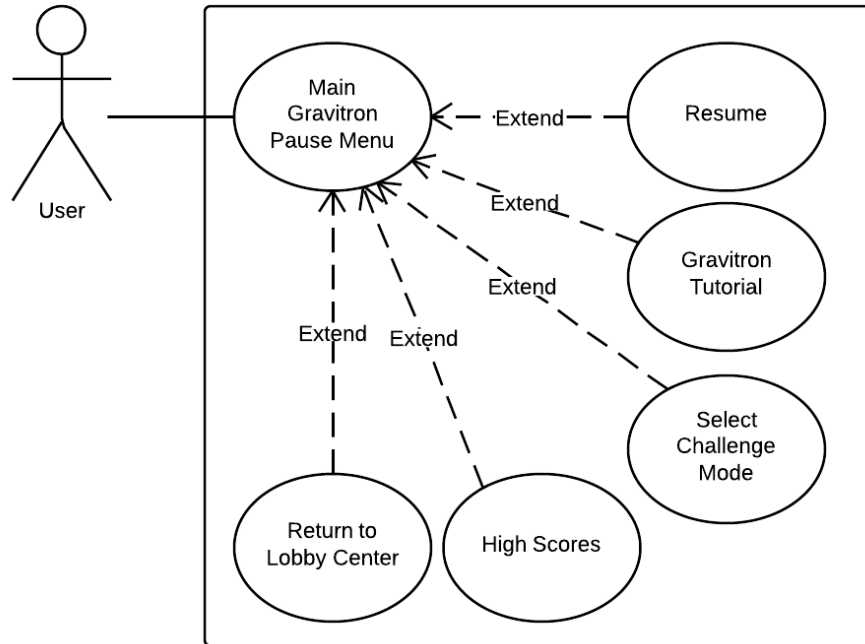 Main
Gravitron
Pause Menu
Extend
Resume
User
Extend
Gravitron
Tutorial
Extend
Extend
Extend
Select
Challenge
Mode
Return to
Lobby Center
High Scores